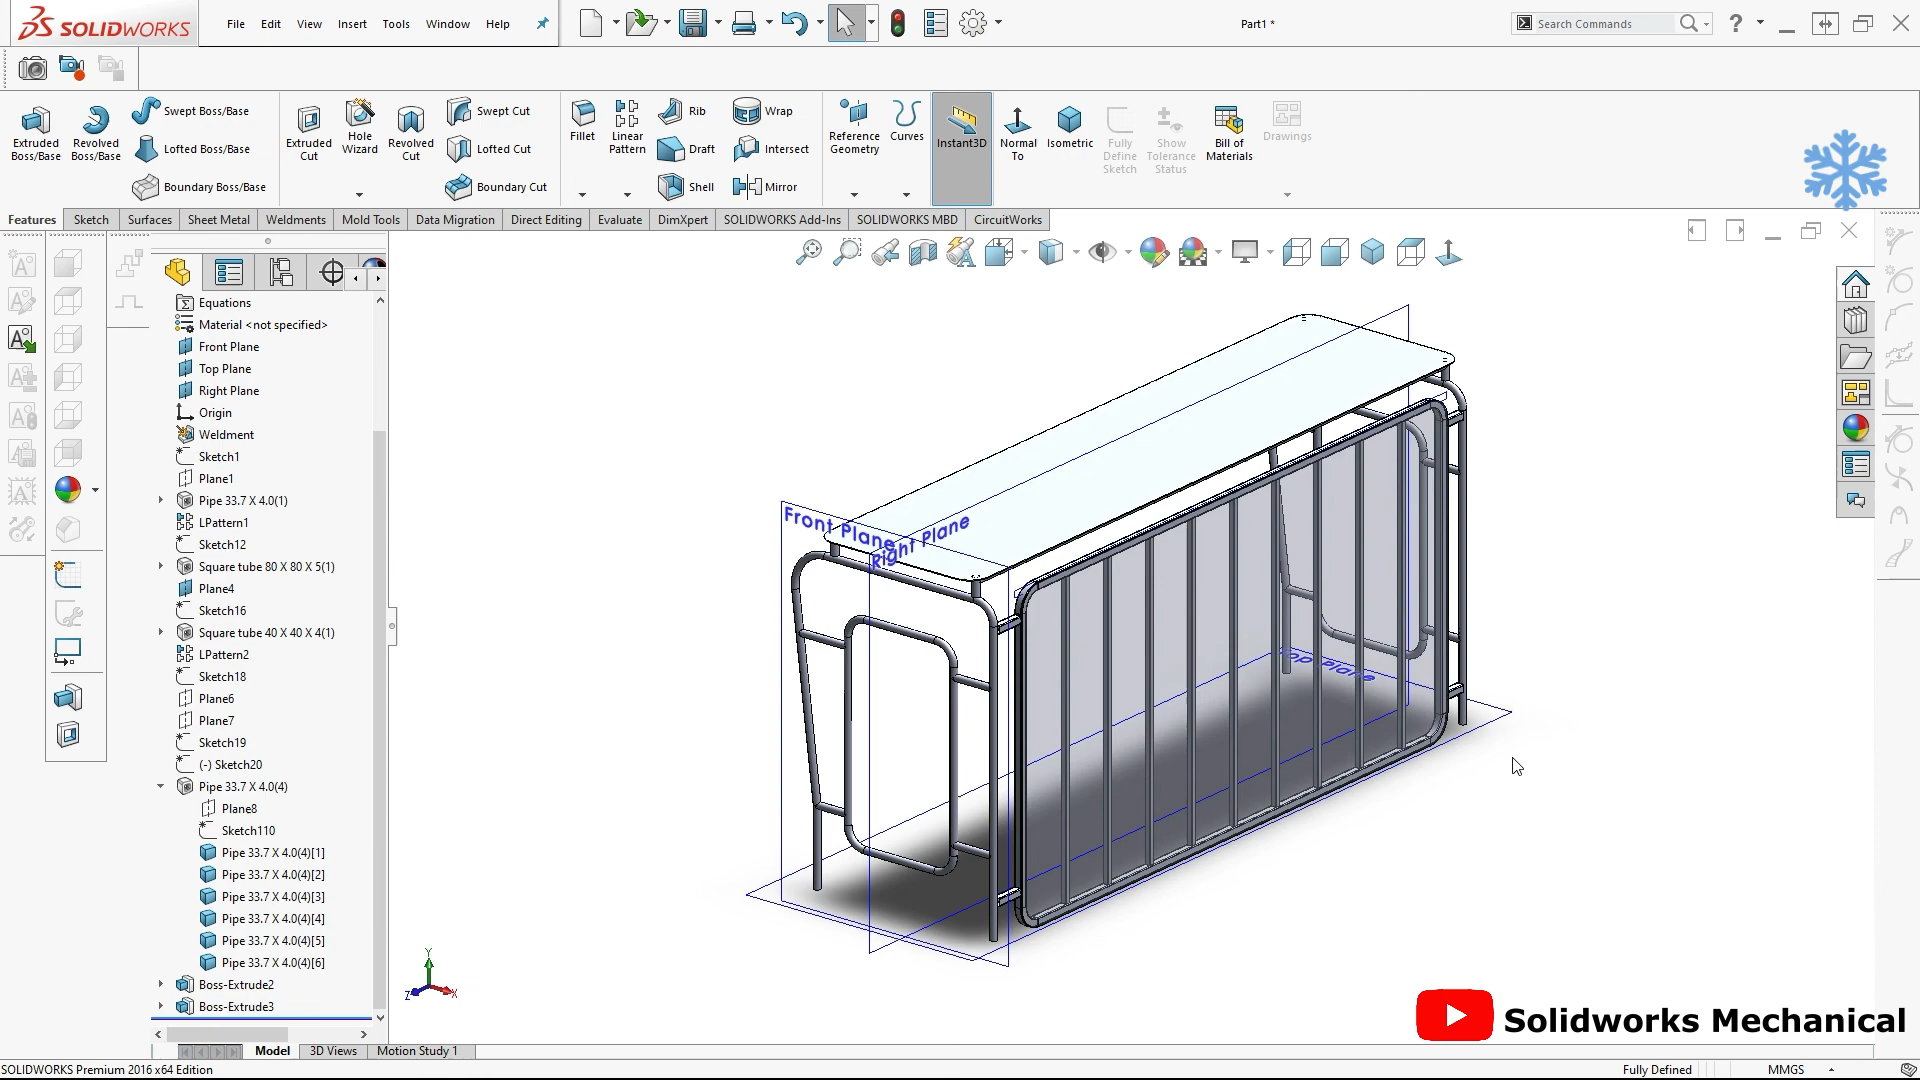 SOLIDWORKS
File
Edit
View
Insert
Tools
Window
Help
Part1 *
Search Commands
?
Extruded
Boss/Base
Revolved
Boss/Base
Swept Boss/Base
Lofted Boss/Base
Boundary Boss/Base
Extruded
Cut
Hole
Wizard
Revolved
Cut
Swept Cut
Lofted Cut
Boundary Cut
Fillet
Linear
Pattern
Rib
Draft
Shell
Wrap
Intersect
Mirror
Reference
Geometry
Curves
Instant3D
Normal
To
Isometric
Fully
Define
Sketch
Show
Tolerance
Status
Bill of
Materials
Drawings
Features
Sketch
Surfaces
Sheet Metal
Weldments
Mold Tools
Data Migration
Direct Editing
Evaluate
DimXpert
SOLIDWORKS Add-Ins
SOLIDWORKS MBD
CircuitWorks
Equations
Material <not specified>
Front Plane
Top Plane
Right Plane
Origin
Weldment
Sketch1
Plane1
Pipe 33.7 X 4.0(1)
LPattern1
Sketch12
Square tube 80 X 80 X 5(1)
Plane4
Sketch16
Square tube 40 X 40 X 4(1)
LPattern2
Sketch18
Plane6
Plane7
Sketch19
(-) Sketch20
Pipe 33.7 X 4.0(4)
Plane8
Sketch110
Pipe 33.7 X 4.0(4)[1]
Pipe 33.7 X 4.0(4)[2]
Pipe 33.7 X 4.0(4)[3]
Pipe 33.7 X 4.0(4)[4]
Pipe 33.7 X 4.0(4)[5]
Pipe 33.7 X 4.0(4)[6]
Boss-Extrude2
Boss-Extrude3
Front Plane
Right Plane
Top Plane
Y
Z
X
Solidworks Mechanical
Model
3D Views
Motion Study 1
SOLIDWORKS Premium 2016 x64 Edition
Fully Defined
MMGS